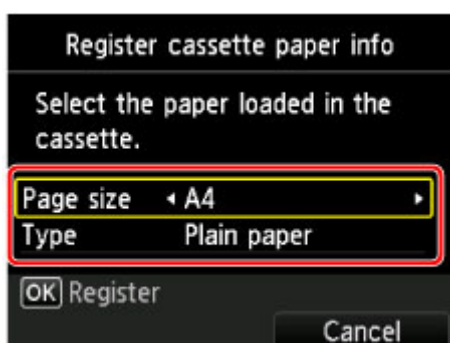 Register cassette paper info
Select the paper loaded in the
cassette.
Page size A4
Type Plain paper
OK Register
Cancel